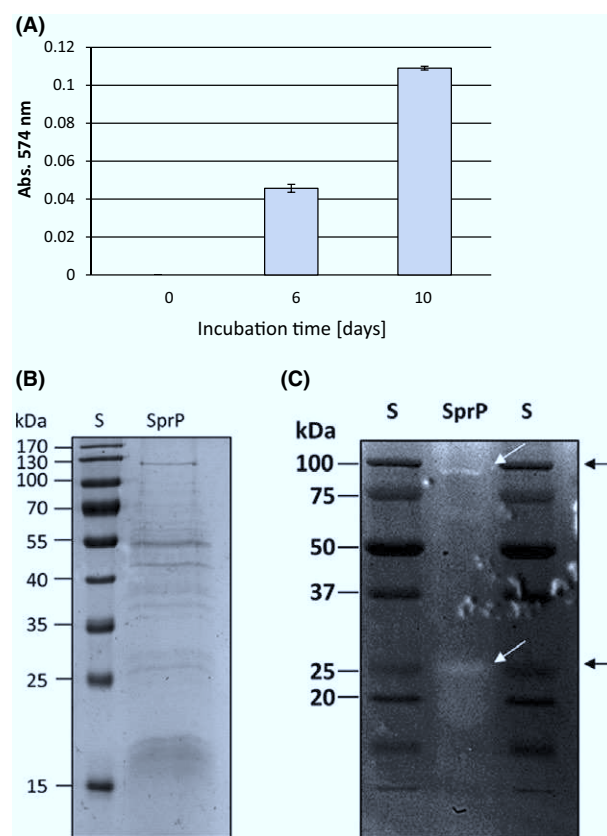 (A)
0.12
0.1
0.08
0.06
0.04
0.02
0
Abs. 574 nm
0 6 10
Incubation time [days]
(B)
kDa S SprP
170
130
100
70
55
40
35
25
15
(C)
S SprP S
kDa
100
75
50
37
25
20